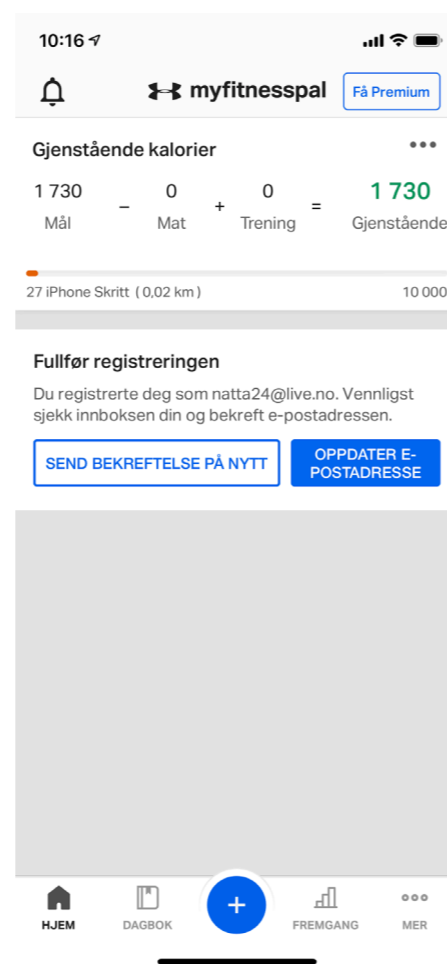 10:16
myfitnesspal
Få Premium
Gjenstående kalorier
1 730 – 0 + 0 = 1 730
Mål Mat Trening Gjenstående
27 iPhone Skritt ( 0,02 km ) 10 000
Fullfør registreringen
Du registrerte deg som natta24@live.no. Vennligst
sjekk innboksen din og bekreft e-postadressen.
SEND BEKREFTELSE PÅ NYTT
OPPDATER E-
POSTADRESSE
HJEM DAGBOK FREMGANG MER